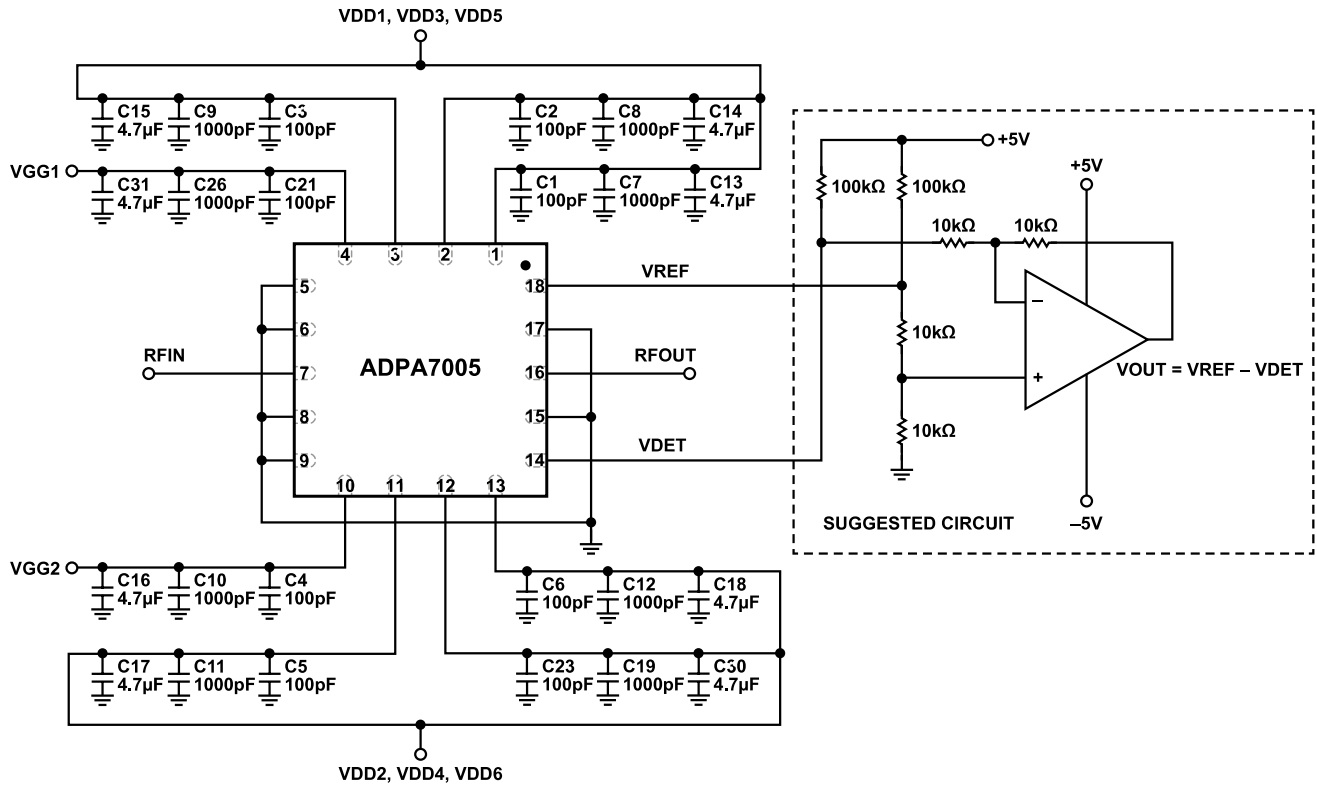 VDD1, VDD3, VDD5
C15
4.7µF
C9
1000pF
C3
100pF
C2
100pF
C8
1000pF
C14
4.7µF
VGG1
C31
4.7µF
C26
1000pF
C21
100pF
C1
100pF
C7
1000pF
C13
4.7µF
4
3
2
1
5
6
7
8
9
18
17
16
15
14
10
11
12
13
ADPA7005
RFIN
VREF
RFOUT
VDET
+5V
100kΩ
100kΩ
+5V
10kΩ
10kΩ
10kΩ
10kΩ
–
+
VOUT = VREF – VDET
–5V
SUGGESTED CIRCUIT
VGG2
C16
4.7µF
C10
1000pF
C4
100pF
C6
100pF
C12
1000pF
C18
4.7µF
C17
4.7µF
C11
1000pF
C5
100pF
C23
100pF
C19
1000pF
C30
4.7µF
VDD2, VDD4, VDD6